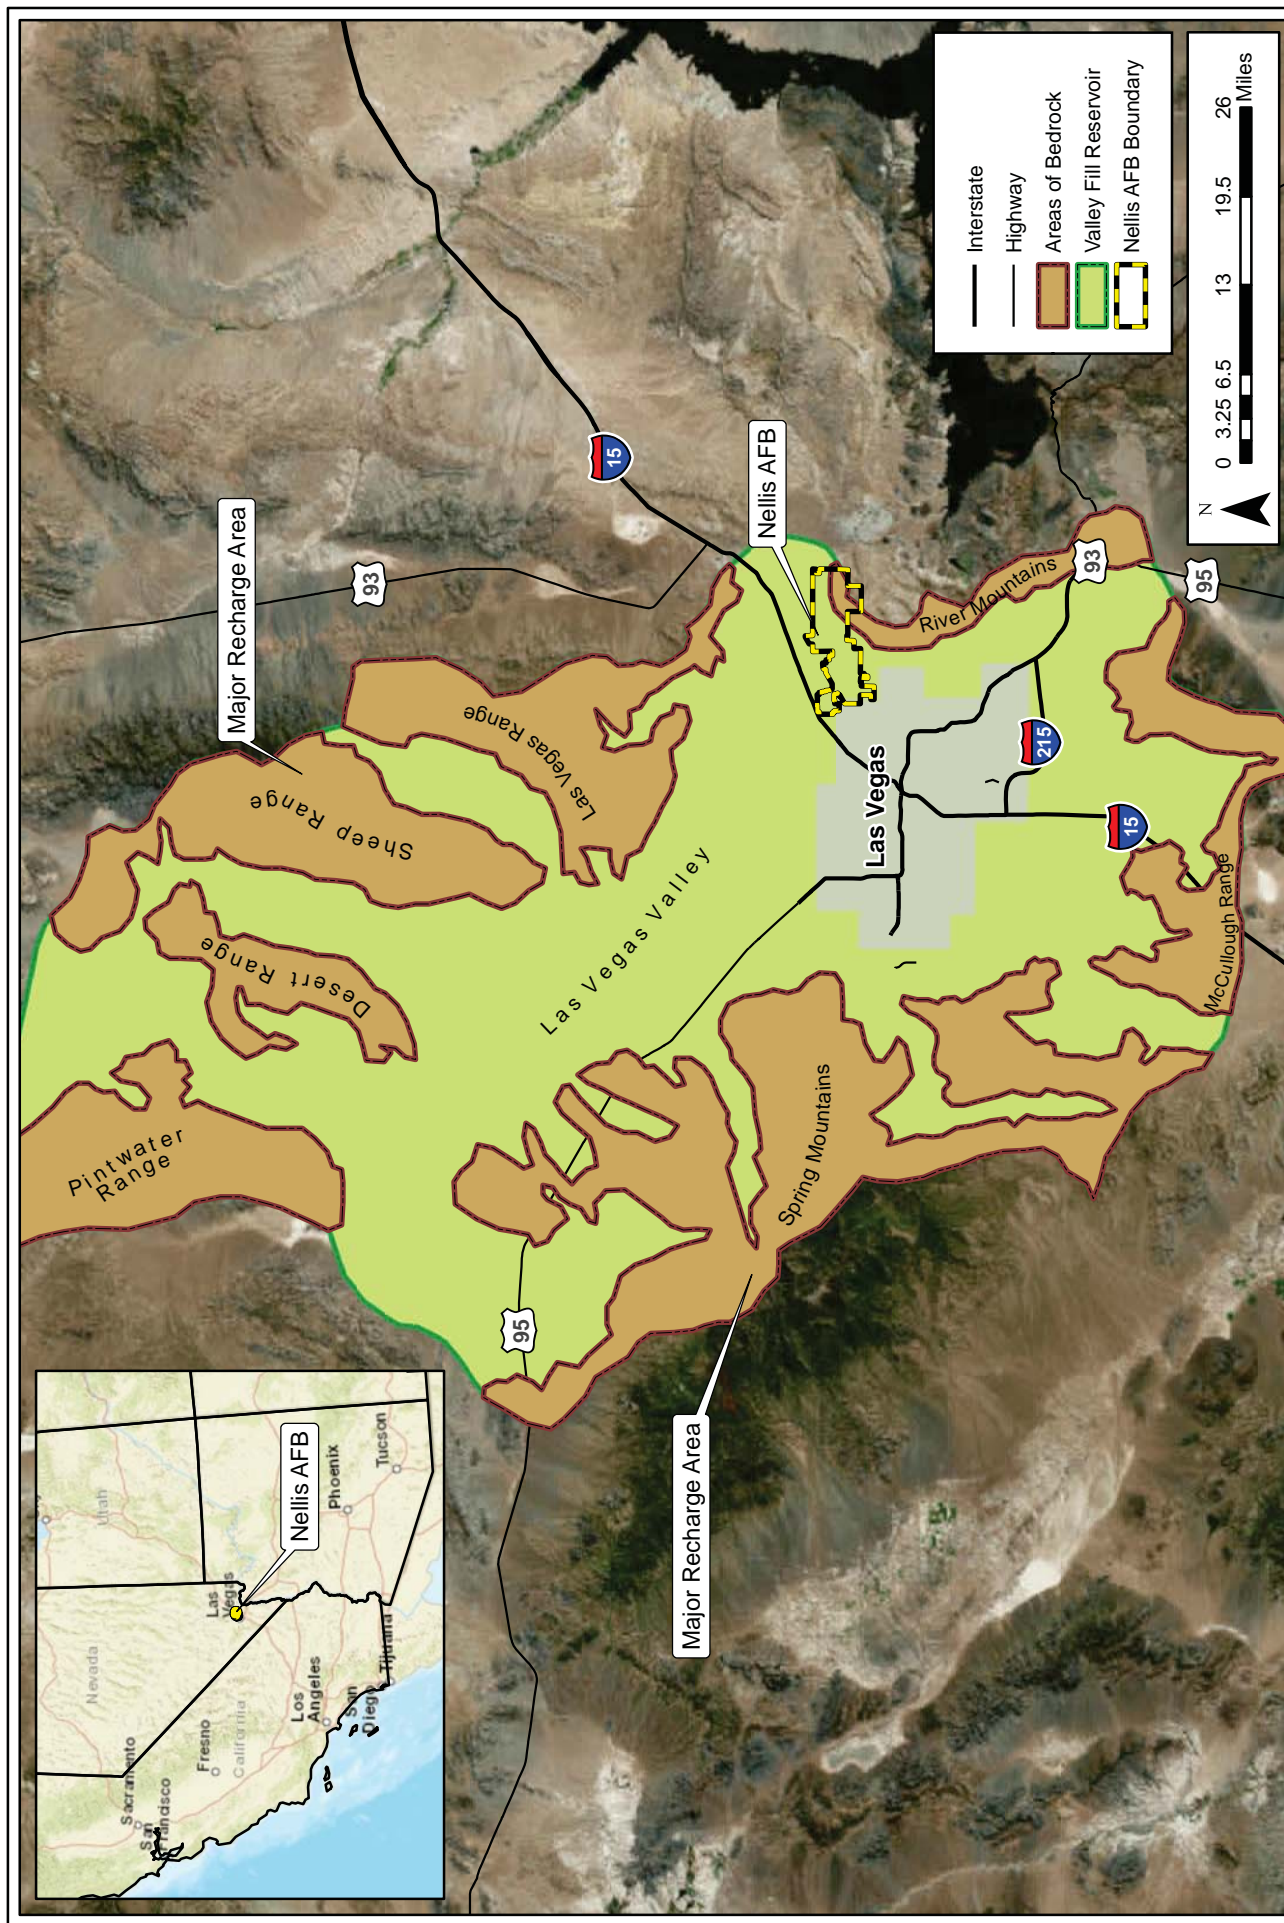 Sacramento
San
Francisco
Fresno
California
Nevada
Utah
Las
Vegas
Los
Angeles
San
Diego
Tijuana
Phoenix
Tucson
Nellis AFB
Pintwater
Range
Desert Range
Sheep Range
Las Vegas Range
Major Recharge Area
93
95
Las Vegas Valley
15
Nellis AFB
Major Recharge Area
Spring Mountains
Las Vegas
River Mountains
215
93
15
95
McCullough Range
Interstate
Highway
Areas of Bedrock
Valley Fill Reservoir
Nellis AFB Boundary
N
0 3.25 6.5 13 19.5 26
Miles